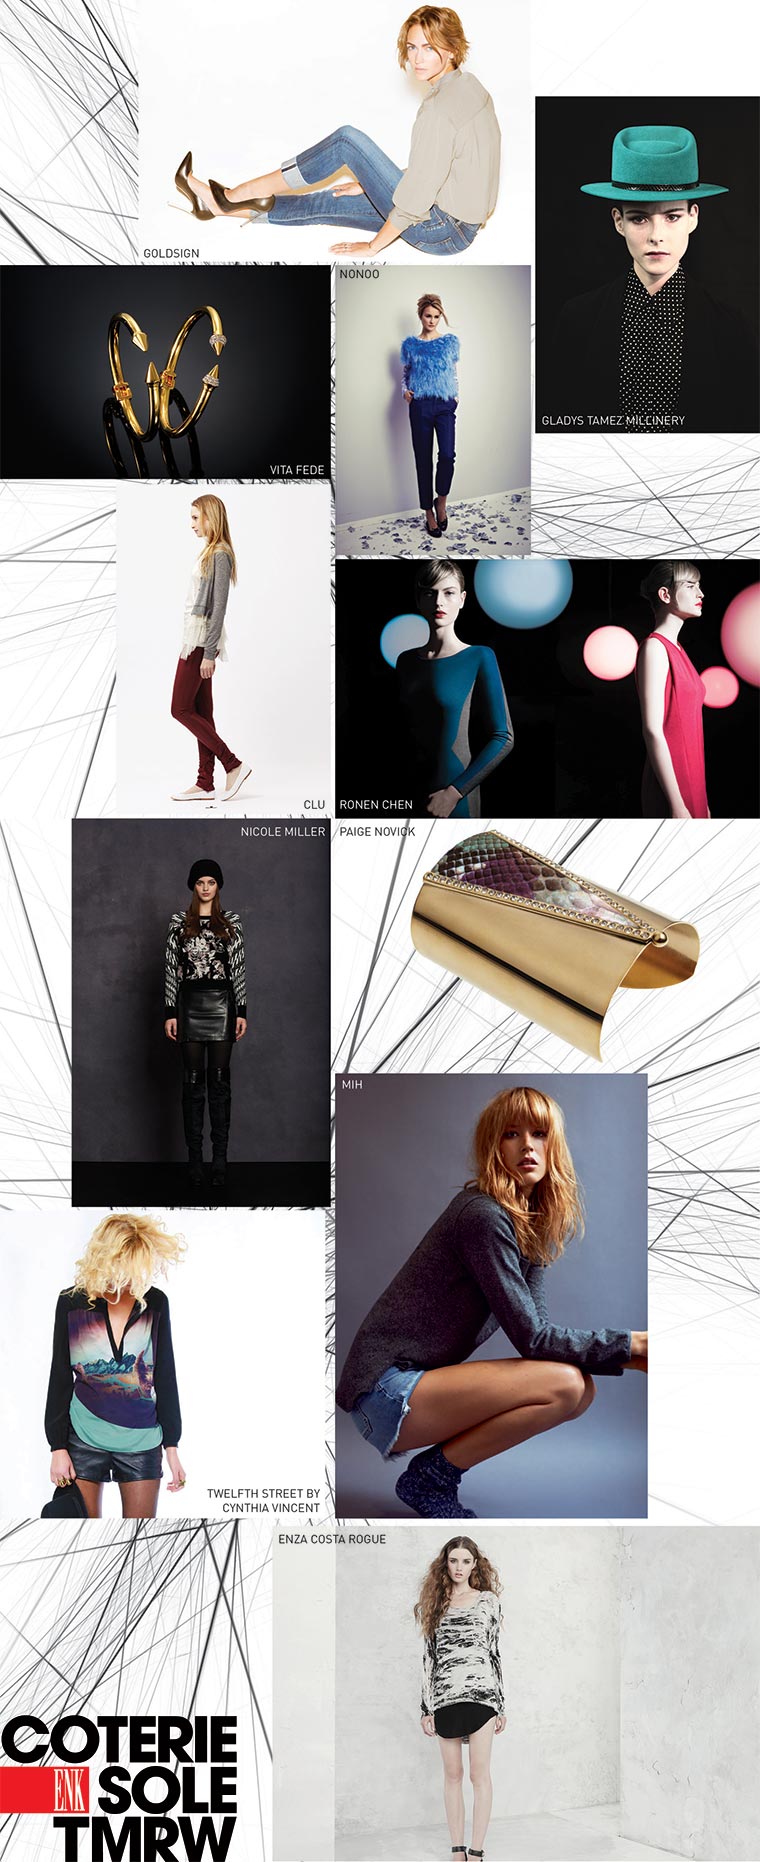 GOLDSIGN
NONOO
GLADYS TAMEZ MILLINERY
VITA FEDE
CLU
RONEN CHEN
NICOLE MILLER
PAIGE NOVICK
MIH
TWELFTH STREET BY
CYNTHIA VINCENT
ENZA COSTA ROGUE
COTERIE
ENK SOLE
TMRW